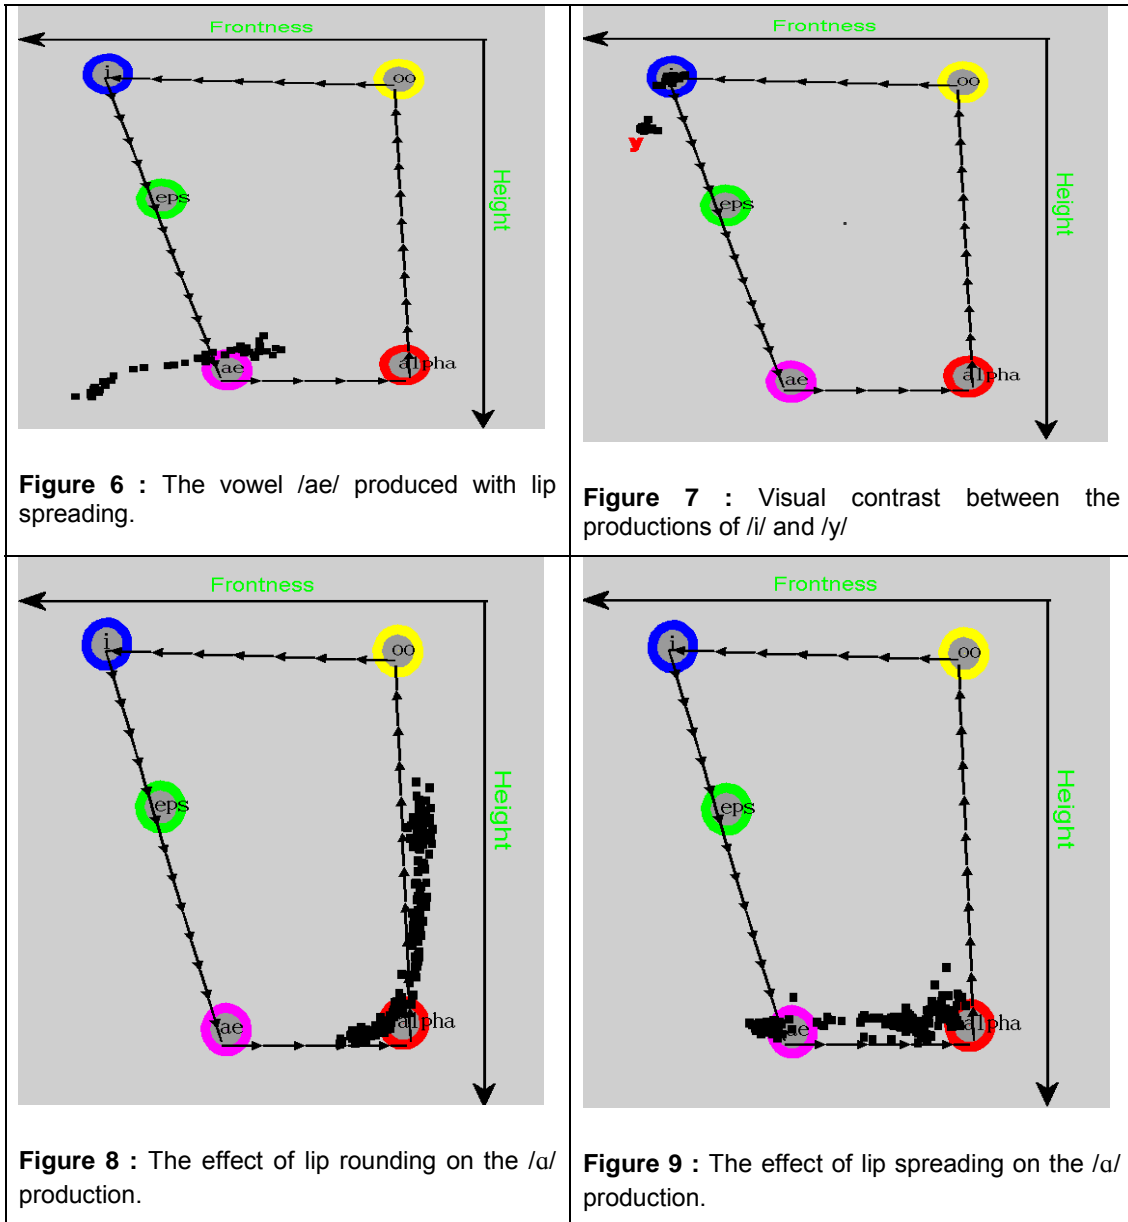 Frontness
i
oo
eps
Height
ae
alpha
Figure 6 : The vowel /ae/ produced with lip
spreading.
Frontness
i
oo
y
eps
Height
ae
alpha
Figure 7 : Visual contrast between the
productions of /i/ and /y/
Frontness
i
oo
eps
Height
ae
alpha
Figure 8 : The effect of lip rounding on the /ɑ/
production.
Frontness
i
oo
eps
Height
ae
alpha
Figure 9 : The effect of lip spreading on the /ɑ/
production.